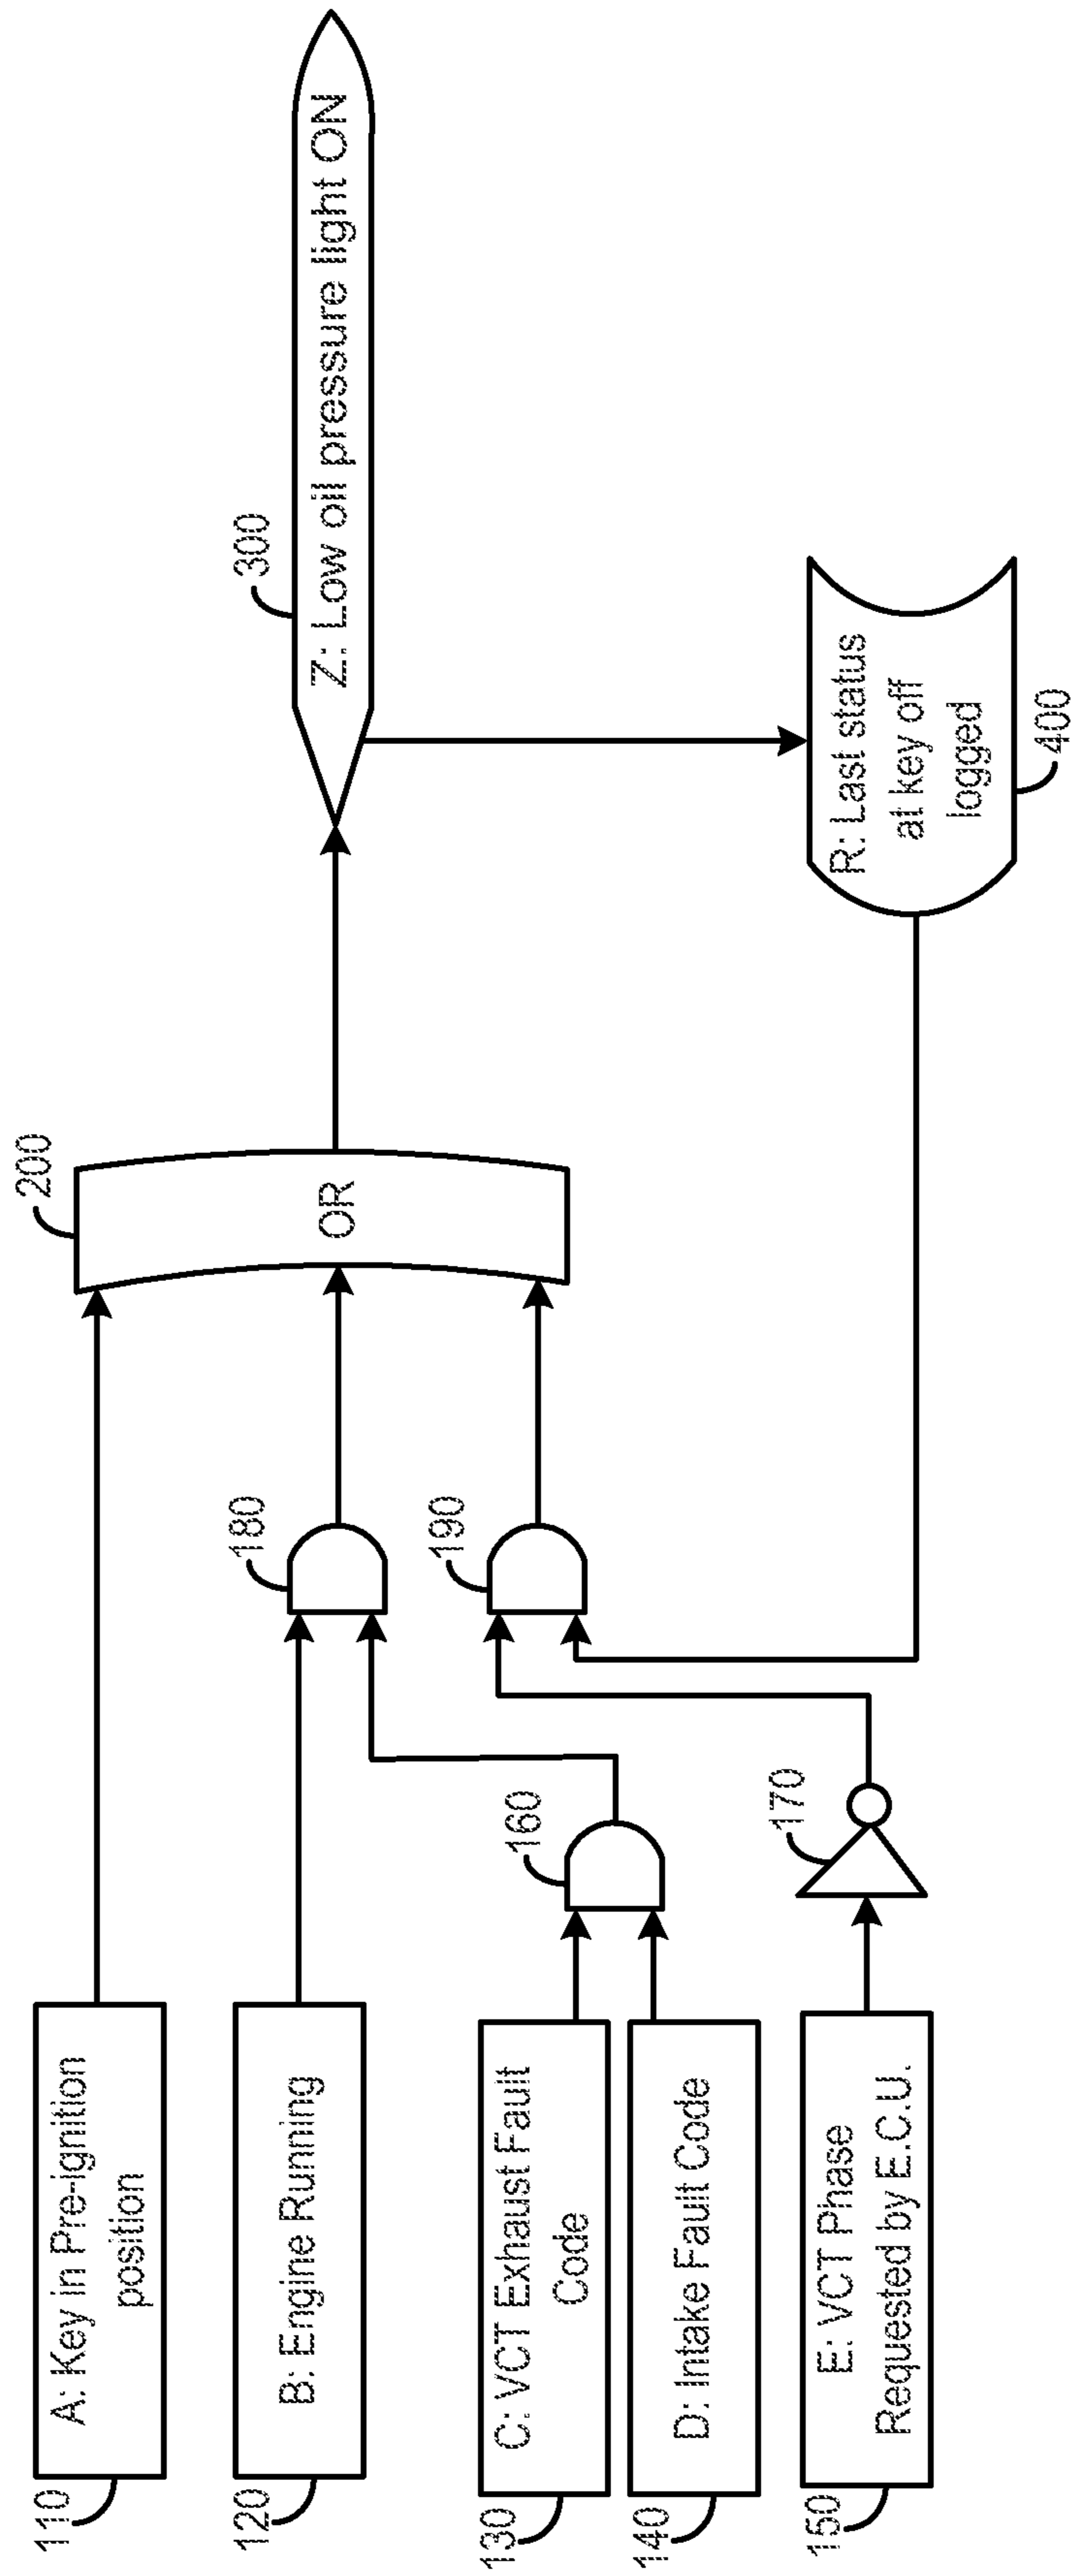 110
A: Key in Pre-ignition
position
120
B: Engine Running
130
C: VCT Exhaust Fault
Code
140
D: Intake Fault Code
150
E: VCT Phase
Requested by E.C.U.
160
170
180
190
200
OR
300
Z: Low oil pressure light ON
R: Last status
at key off
logged
400